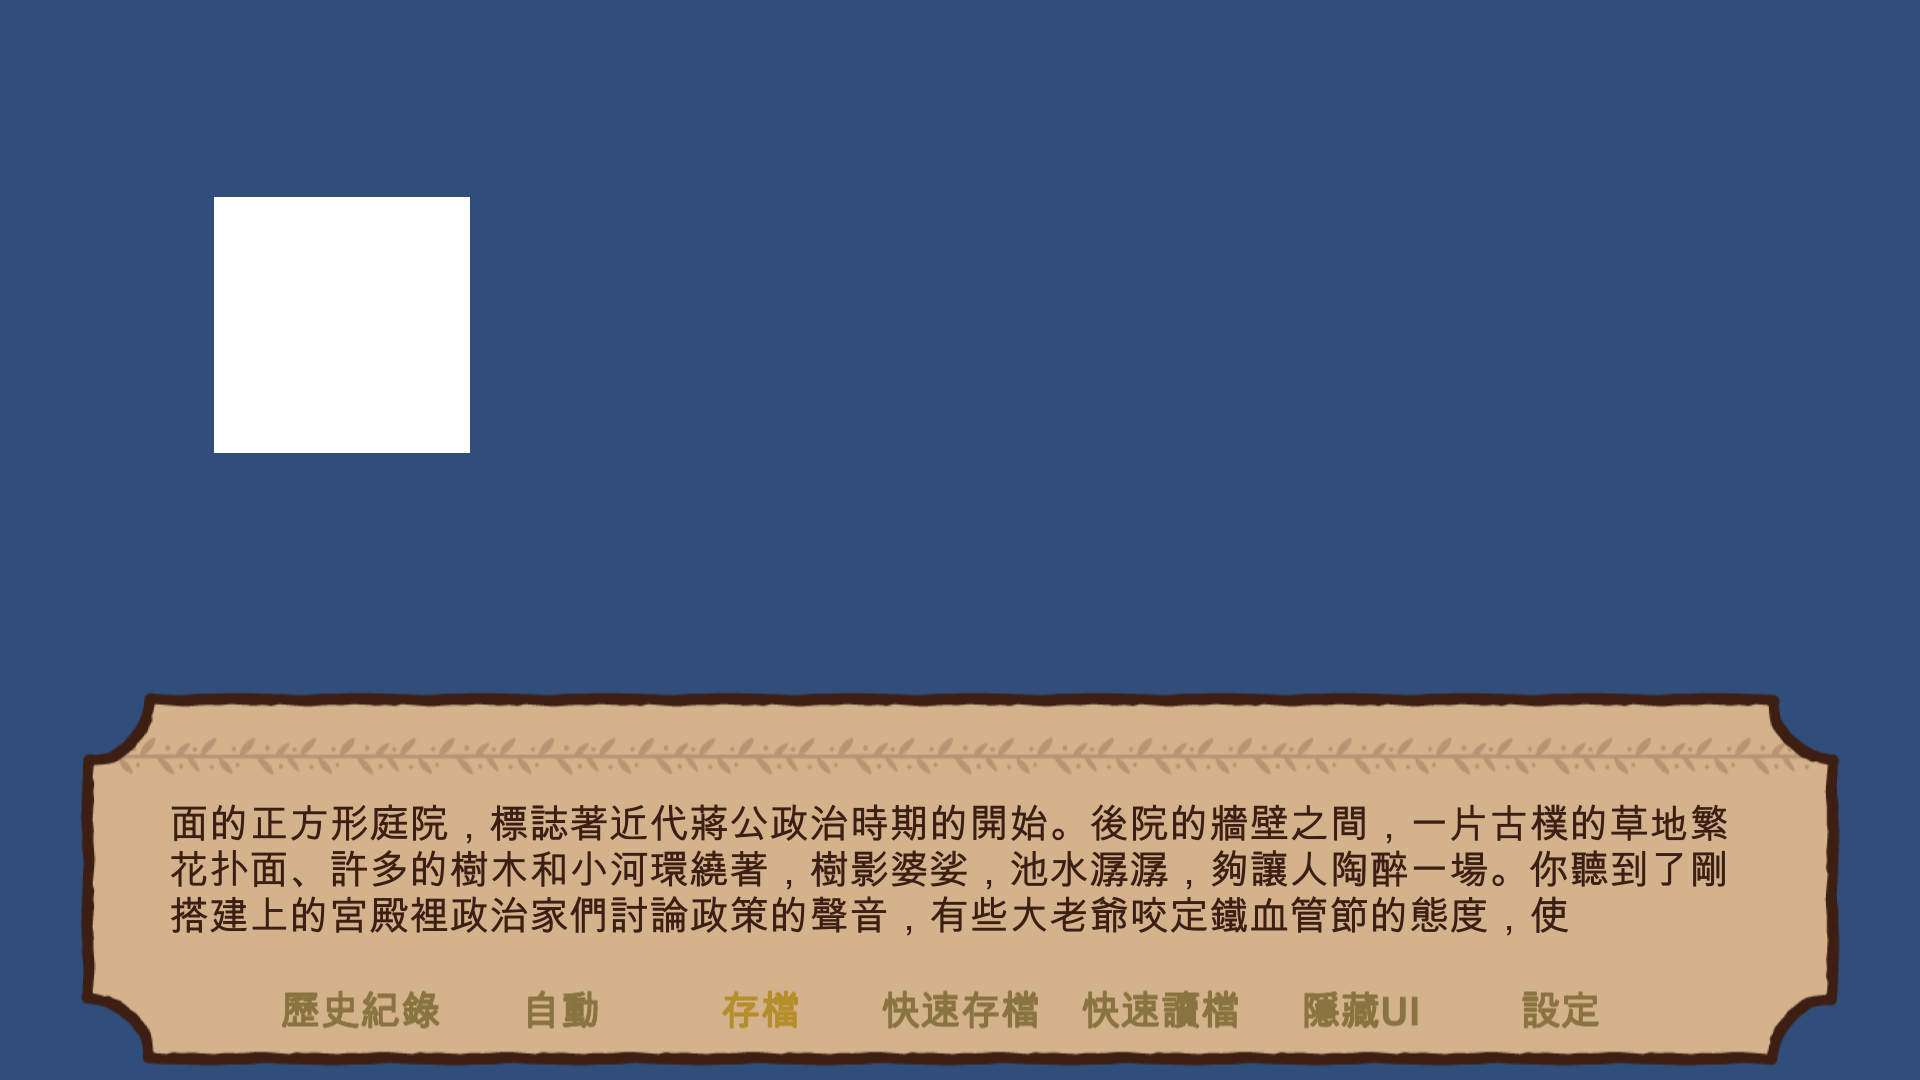 面的正方形庭院，標誌著近代蔣公政治時期的開始。後院的牆壁之間，一片古樸的草地繁
花扑面、許多的樹木和小河環繞著，樹影婆娑，池水潺潺，夠讓人陶醉一場。你聽到了剛
搭建上的宮殿裡政治家們討論政策的聲音，有些大老爺咬定鐵血管節的態度，使
歷史紀錄 自動 存檔 快速存檔 快速讀檔 隱藏UI 設定